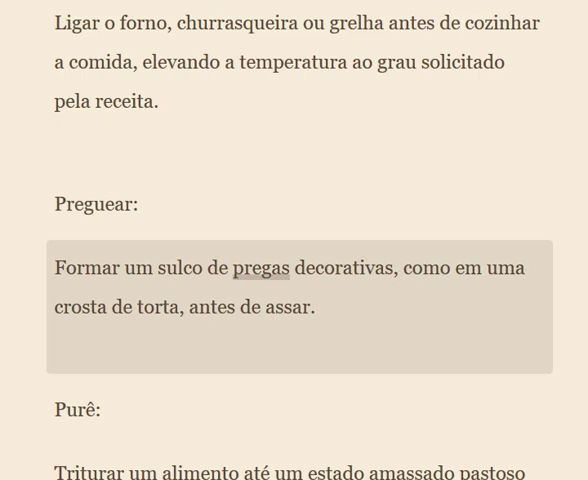 Ligar o forno, churrasqueira ou grelha antes de cozinhar
a comida, elevando a temperatura ao grau solicitado
pela receita.
Preguear:
Formar um sulco de pregas decorativas, como em uma
crosta de torta, antes de assar.
Purê:
Triturar um alimento até um estado amassado pastoso